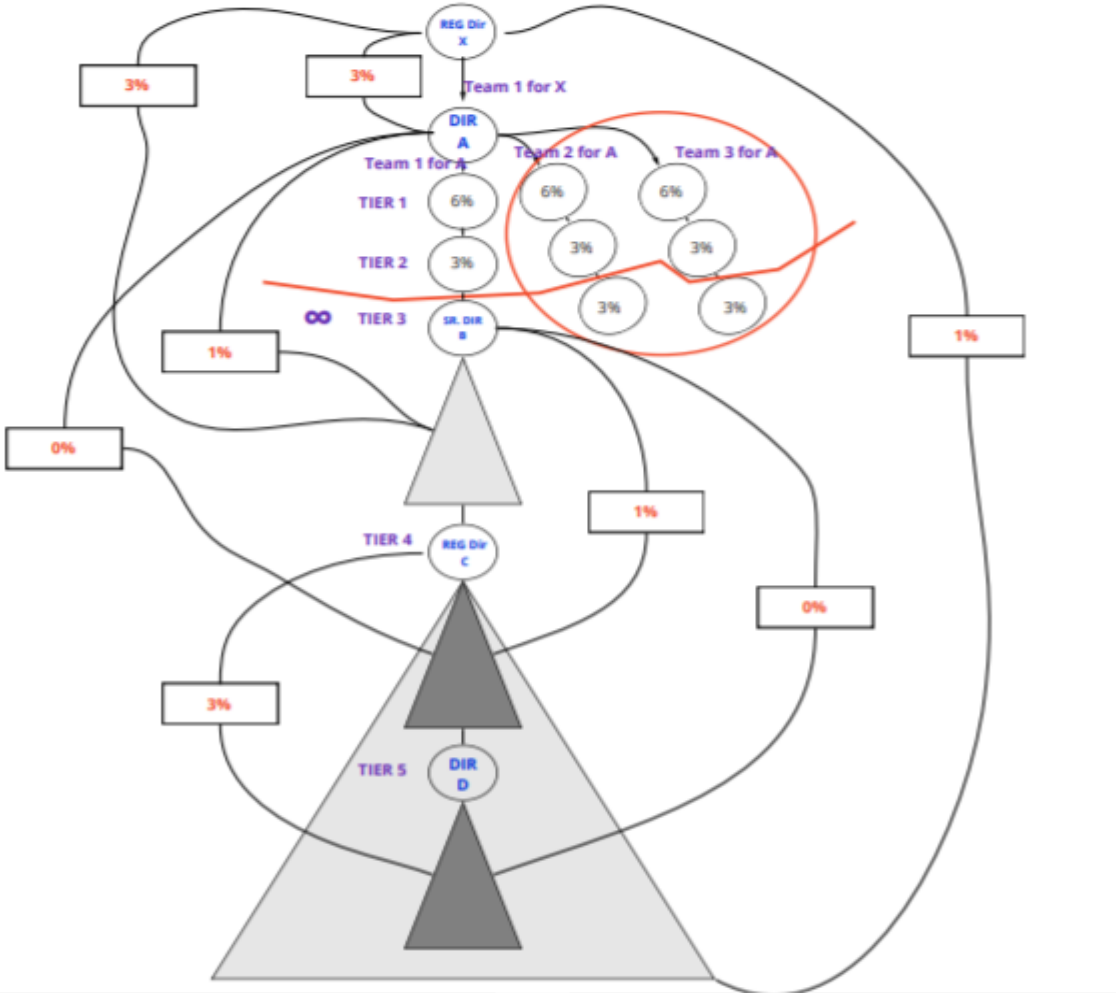 REG Dir
X
3%
3%
Team 1 for X
DIR
A
Team 1 for A
Team 2 for A
Team 3 for A
TIER 1
6%
6%
6%
TIER 2
3%
3%
3%
∞
TIER 3
SR. DIR
B
3%
3%
1%
1%
0%
1%
TIER 4
REG Dir
C
0%
3%
TIER 5
DIR
D